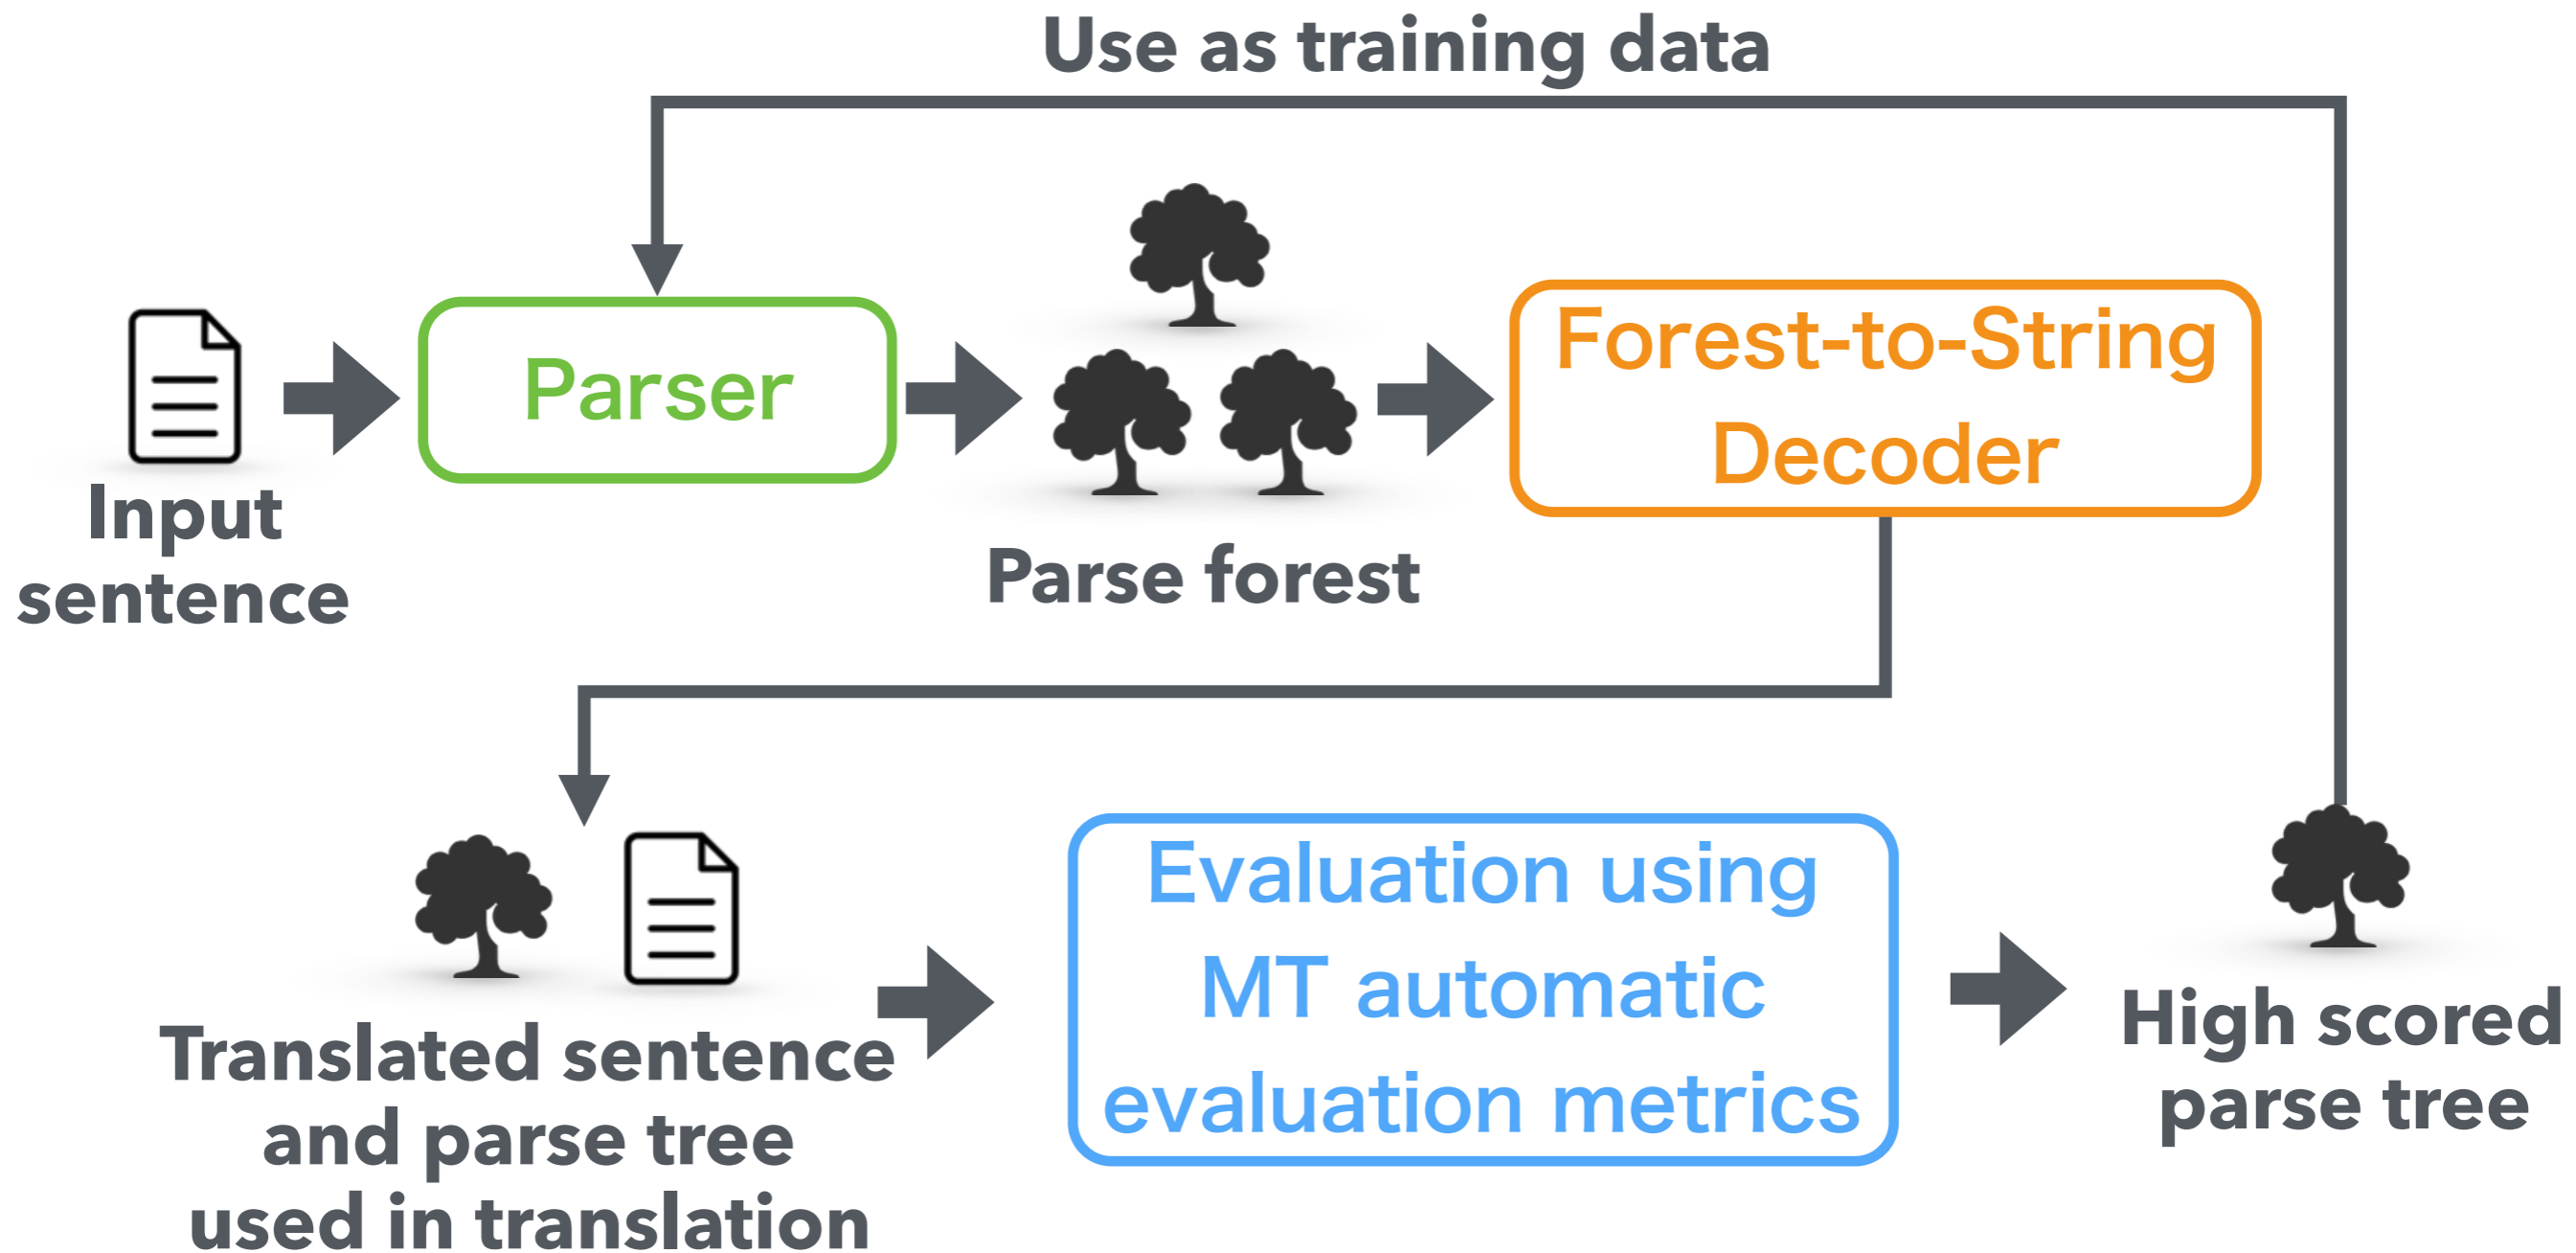 Use as training data
Input
sentence
Parser
Parse forest
Forest-to-String
Decoder
Translated sentence
and parse tree
used in translation
Evaluation using
MT automatic
evaluation metrics
High scored
parse tree